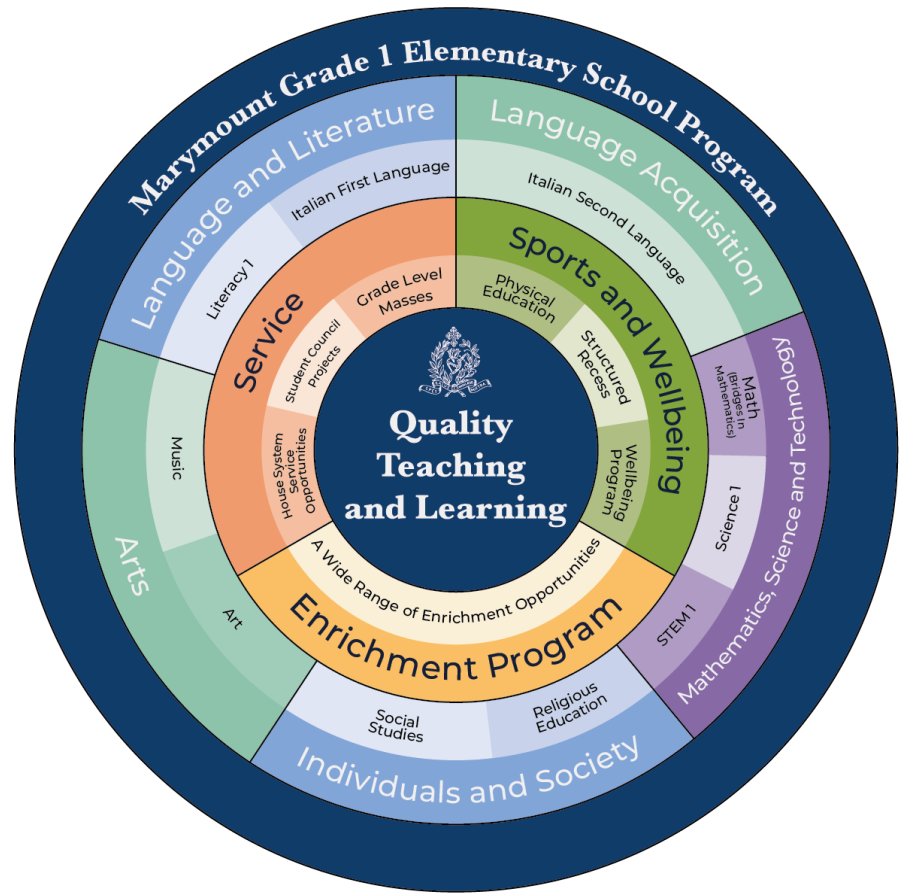 Marymount Grade 1 Elementary School Program
Language and Literature
Literacy 1
Italian First Language
Language Acquisition
Italian Second Language
Mathematics, Science and Technology
Math
(Bridges In
Mathematics)
Science 1
STEM 1
Individuals and Society
Religious
Education
Social
Studies
Arts
Art
Music
Service
House System
Service
Opportunities
Student Council
Projects
Grade Level
Masses
Sports and Wellbeing
Physical
Education
Structured
Recess
Wellbeing
Program
Enrichment Program
A Wide Range of Enrichment Opportunities
Quality
Teaching
and Learning